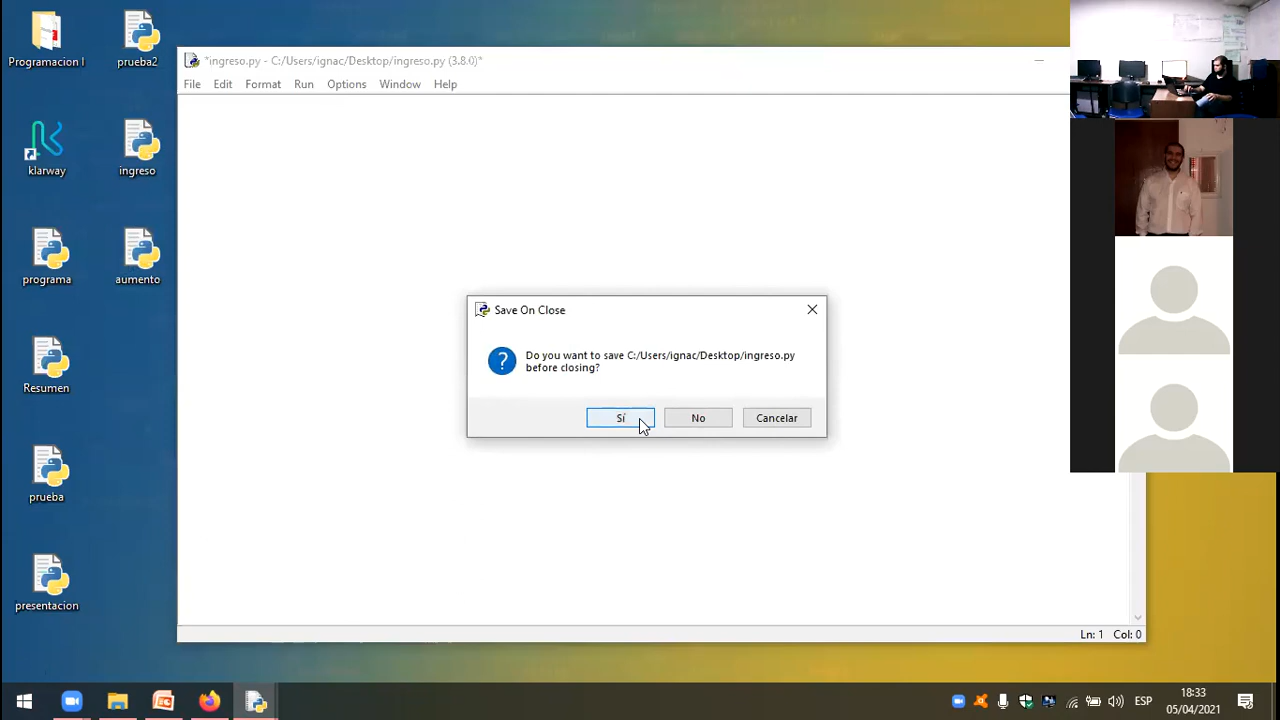 Programacion I
prueba2
klarway
ingreso
programa
aumento
Resumen
prueba
presentacion
*ingreso.py - C:/Users/ignac/Desktop/ingreso.py (3.8.0)*
File Edit Format Run Options Window Help
Save On Close
Do you want to save C:/Users/ignac/Desktop/ingreso.py
before closing?
Sí No Cancelar
Ln: 1 Col: 0
ESP
18:33
05/04/2021